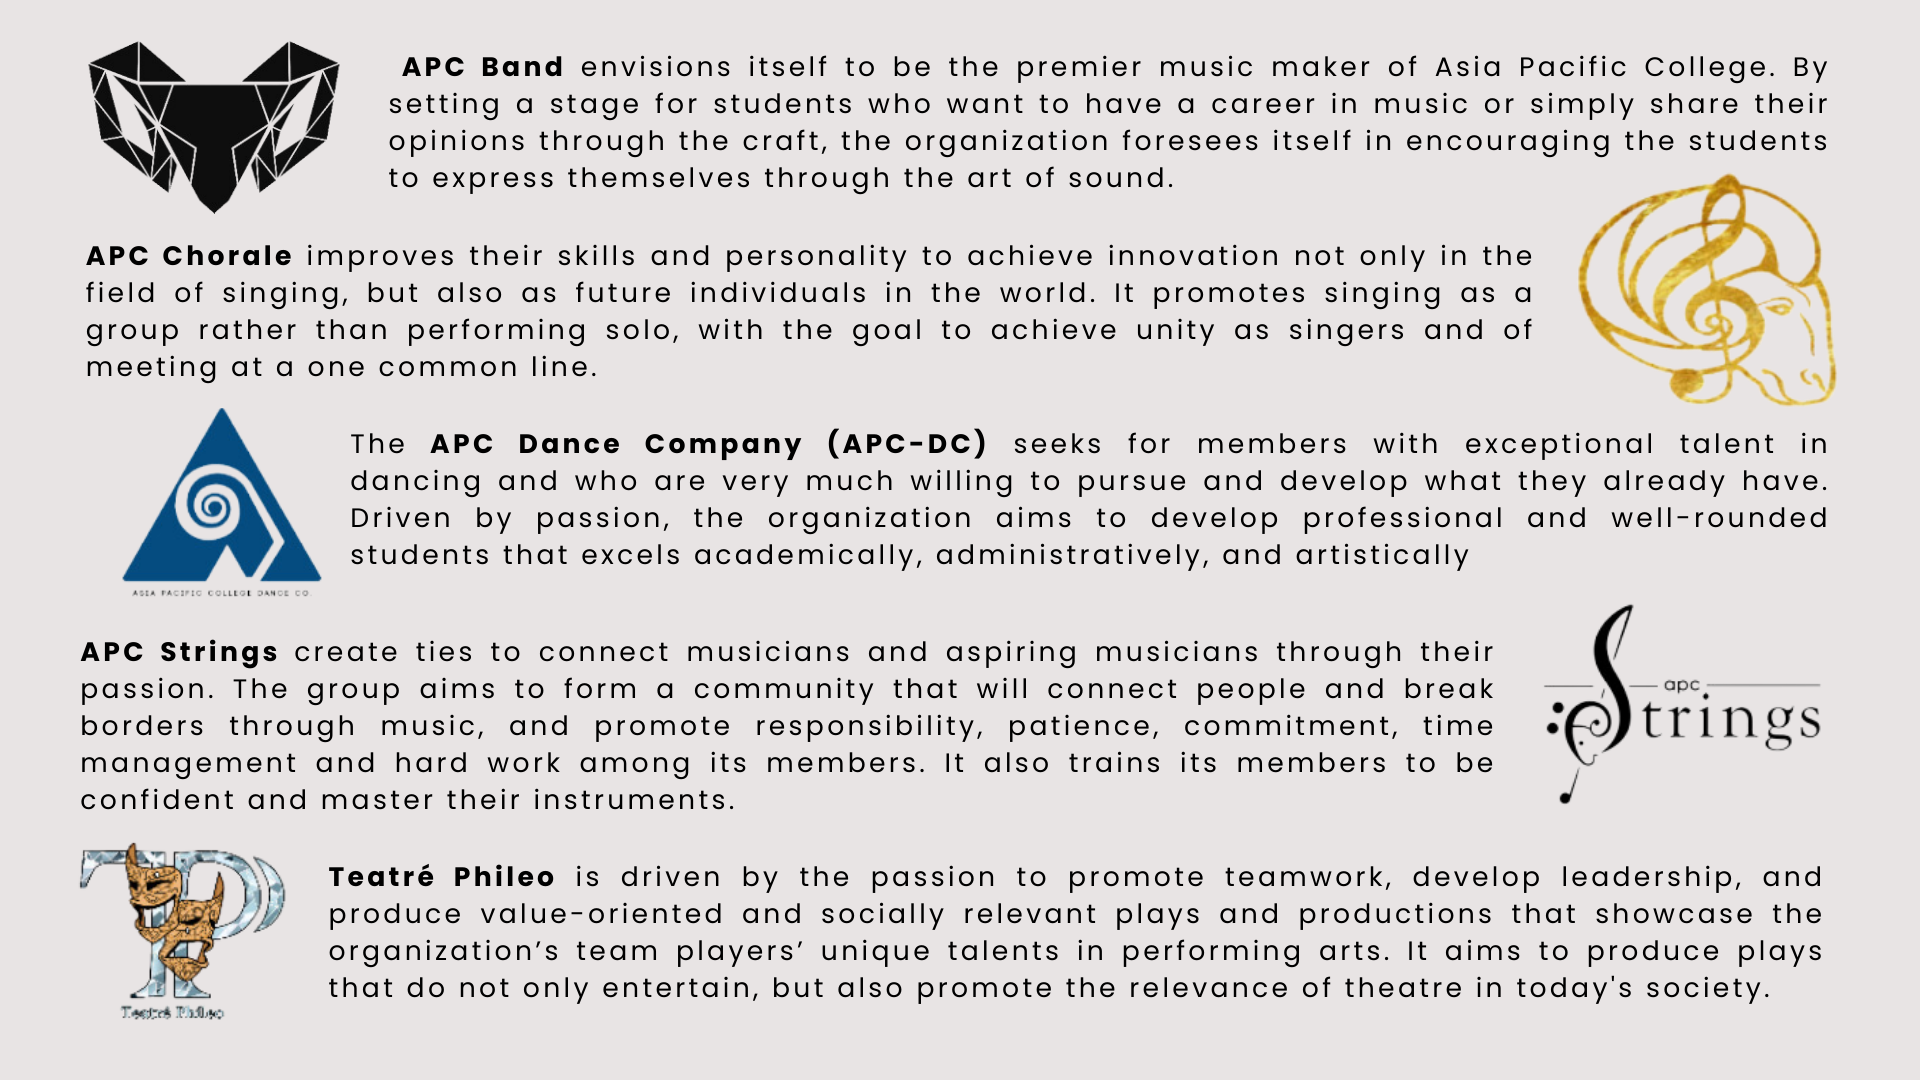 APC Band envisions itself to be the premier music maker of Asia Pacific College. By
setting a stage for students who want to have a career in music or simply share their
opinions through the craft, the organization foresees itself in encouraging the students
to express themselves through the art of sound.
APC Chorale improves their skills and personality to achieve innovation not only in the
field of singing, but also as future individuals in the world. It promotes singing as a
group rather than performing solo, with the goal to achieve unity as singers and of
meeting at a one common line.
The APC Dance Company (APC-DC) seeks for members with exceptional talent in
dancing and who are very much willing to pursue and develop what they already have.
Driven by passion, the organization aims to develop professional and well-rounded
students that excels academically, administratively, and artistically
ASIA PACIFIC COLLEGE DANCE CO.
APC Strings create ties to connect musicians and aspiring musicians through their
passion. The group aims to form a community that will connect people and break
borders through music, and promote responsibility, patience, commitment, time
management and hard work among its members. It also trains its members to be
confident and master their instruments.
apc
Strings
TP
Teatré Phileo is driven by the passion to promote teamwork, develop leadership, and
produce value-oriented and socially relevant plays and productions that showcase the
organization’s team players’ unique talents in performing arts. It aims to produce plays
that do not only entertain, but also promote the relevance of theatre in today's society.
Teatré Phileo